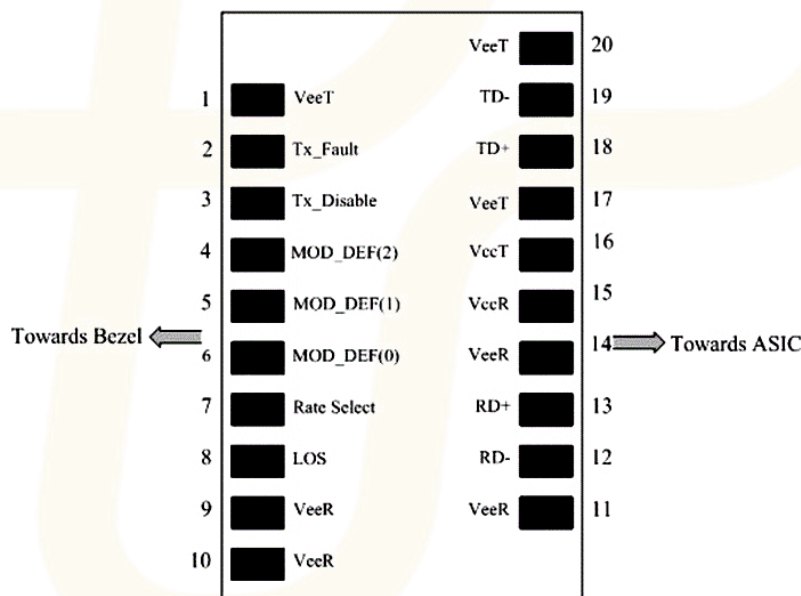 VeeT 20
1 VeeT TD- 19
2 Tx_Fault TD+ 18
3 Tx_Disable VeeT 17
4 MOD_DEF(2) VccT 16
5 MOD_DEF(1) VccR 15
Towards Bezel
6 MOD_DEF(0) VeeR 14
Towards ASIC
7 Rate Select RD+ 13
8 LOS RD- 12
9 VeeR VeeR 11
10 VeeR